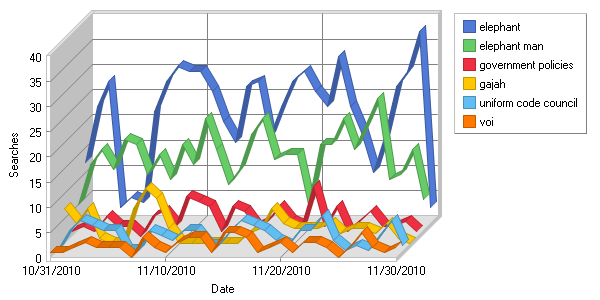 40
35
30
25
20
15
10
5
0
Searches
10/31/2010 11/10/2010 11/20/2010 11/30/2010
Date
elephant
elephant man
government policies
gajah
uniform code council
voi